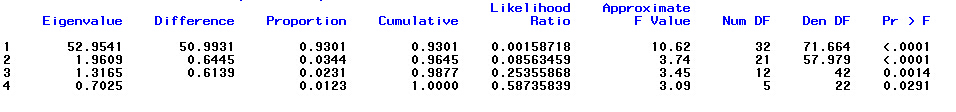 Likelihood Approximate
Eigenvalue Difference Proportion Cumulative Ratio F Value Num DF Den DF Pr > F
1 52.9541 50.9931 0.9301 0.9301 0.00158718 10.62 32 71.664 <.0001
2 1.9609 0.6445 0.0344 0.9645 0.08563459 3.74 21 57.979 <.0001
3 1.3165 0.6139 0.0231 0.9877 0.25355868 3.45 12 42 0.0014
4 0.7025 0.0123 1.0000 0.58735839 3.09 5 22 0.0291